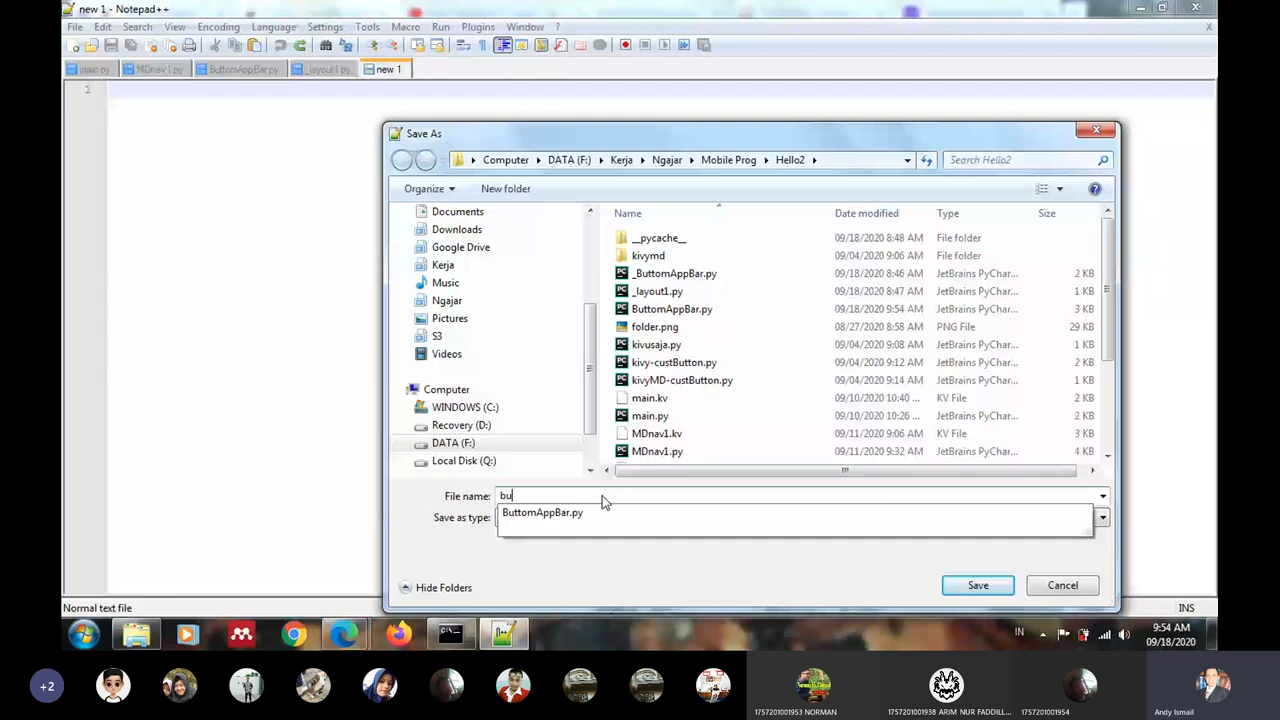 new 1 - Notepad++
File Edit Search View Encoding Language Settings Tools Macro Run Plugins Window ? X
main.py MDnav1.py ButtomAppBar.py _layout1.py new 1
1
Save As
Computer DATA (F:) Kerja Ngajar Mobile Prog Hello2 Search Hello2
Organize New folder
Name Date modified Type Size
Documents
Downloads
Google Drive
Kerja
Music
Ngajar
Pictures
S3
Videos
Computer
WINDOWS (C:)
Recovery (D:)
DATA (F:)
Local Disk (Q:)
__pycache__ 09/18/2020 8:48 AM File folder
kivymd 09/04/2020 9:06 AM File folder
_ButtomAppBar.py 09/18/2020 8:46 AM JetBrains PyChar... 2 KB
_layout1.py 09/18/2020 8:47 AM JetBrains PyChar... 1 KB
ButtomAppBar.py 09/18/2020 9:54 AM JetBrains PyChar... 3 KB
folder.png 08/27/2020 8:58 AM PNG File 29 KB
kivusaja.py 09/04/2020 9:08 AM JetBrains PyChar... 1 KB
kivy-custButton.py 09/04/2020 9:12 AM JetBrains PyChar... 2 KB
kivyMD-custButton.py 09/04/2020 9:14 AM JetBrains PyChar... 1 KB
main.kv 09/10/2020 10:40 ... KV File 2 KB
main.py 09/10/2020 10:26 ... JetBrains PyChar... 2 KB
MDnav1.kv 09/11/2020 9:06 AM KV File 3 KB
MDnav1.py 09/11/2020 9:32 AM JetBrains PyChar... 2 KB
File name: bu
ButtomAppBar.py
Save as type:
Hide Folders Save Cancel
Normal text file INS
IN 9:54 AM
09/18/2020
+2
1757201001953 NORMAN 1757201001938 ARIM NUR FADDILL... 1757201001954 Andy Ismail